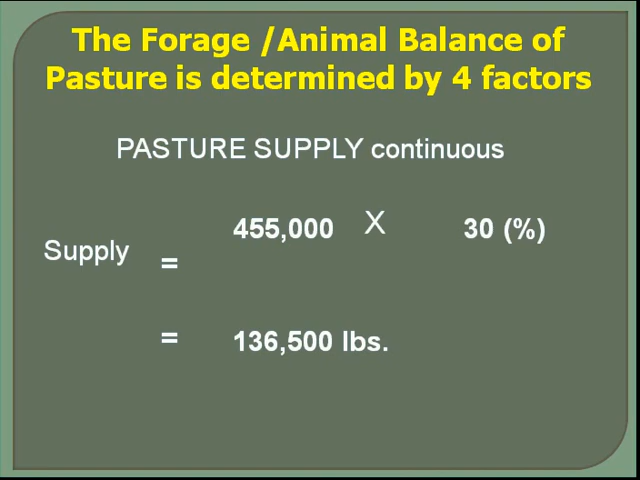 The Forage /Animal Balance of
Pasture is determined by 4 factors
PASTURE SUPPLY continuous
455,000 X 30 (%)
Supply
=
= 136,500 lbs.